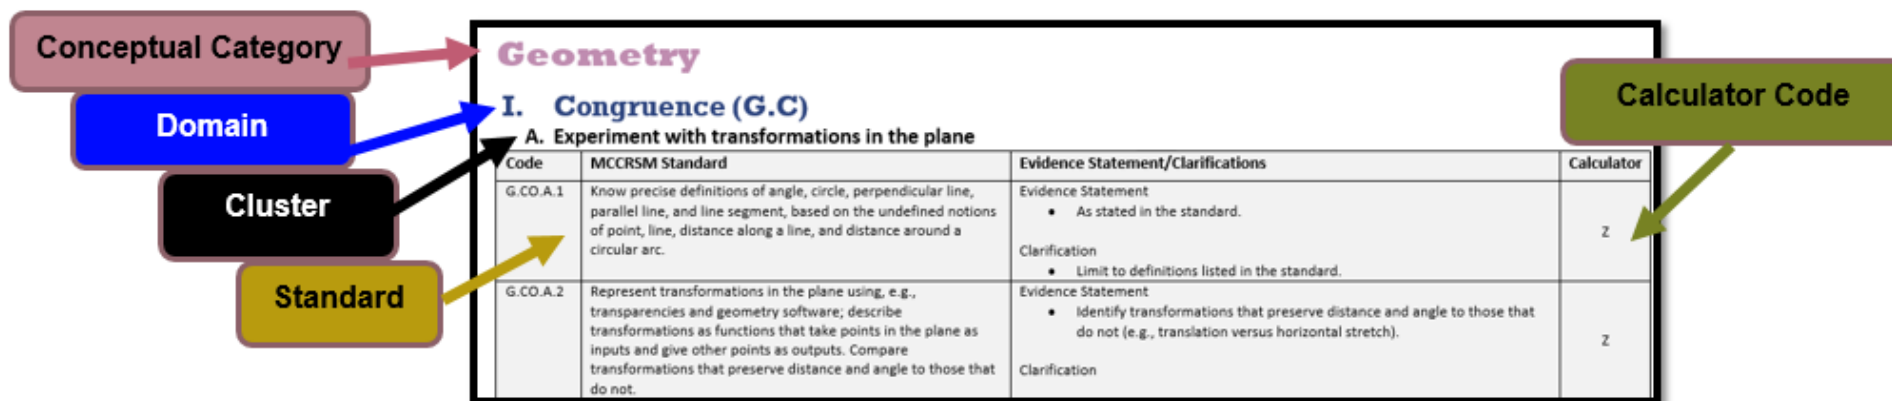 Conceptual Category
Domain
Cluster
Standard
Calculator Code
Geometry
I. Congruence (G.C)
A. Experiment with transformations in the plane
Code MCCRSM Standard Evidence Statement/Clarifications Calculator
G.CO.A.1
Know precise definitions of angle, circle, perpendicular line,
parallel line, and line segment, based on the undefined notions
of point, line, distance along a line, and distance around a
circular arc.
Evidence Statement
• As stated in the standard.
Clarification
• Limit to definitions listed in the standard.
Z
G.CO.A.2
Represent transformations in the plane using, e.g.,
transparencies and geometry software; describe
transformations as functions that take points in the plane as
inputs and give other points as outputs. Compare
transformations that preserve distance and angle to those that
do not.
Evidence Statement
• Identify transformations that preserve distance and angle to those that
do not (e.g., translation versus horizontal stretch).
Clarification
Z